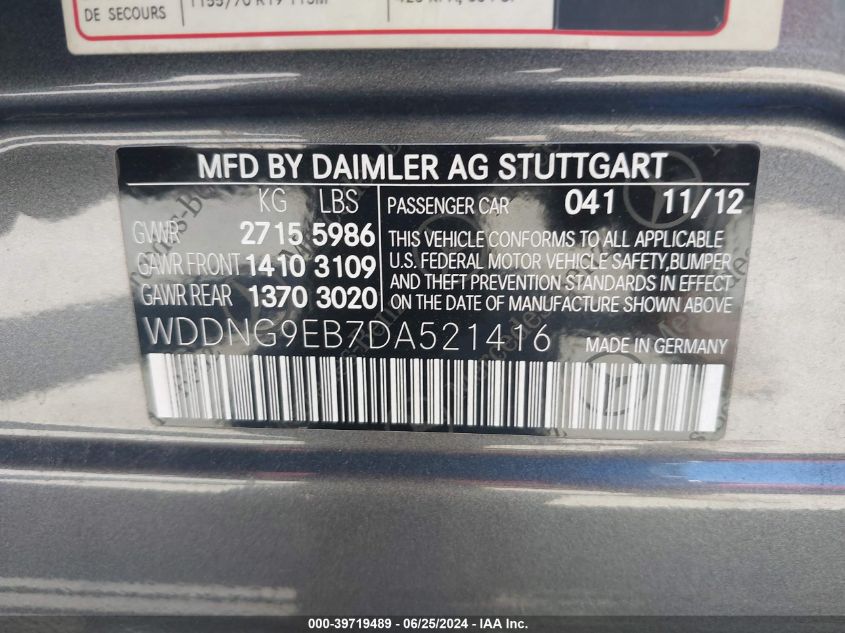 DE SECOURS
MFD BY DAIMLER AG STUTTGART
KG LBS
GVWR 2715 5986
GAWR FRONT 1410 3109
GAWR REAR 1370 3020
PASSENGER CAR 041 11/12
THIS VEHICLE CONFORMS TO ALL APPLICABLE
U.S. FEDERAL MOTOR VEHICLE SAFETY,BUMPER
AND THEFT PREVENTION STANDARDS IN EFFECT
ON THE DATE OF MANUFACTURE SHOWN ABOVE.
WDDNG9EB7DA521416 MADE IN GERMANY
000-39719489 - 06/25/2024 - IAA Inc.